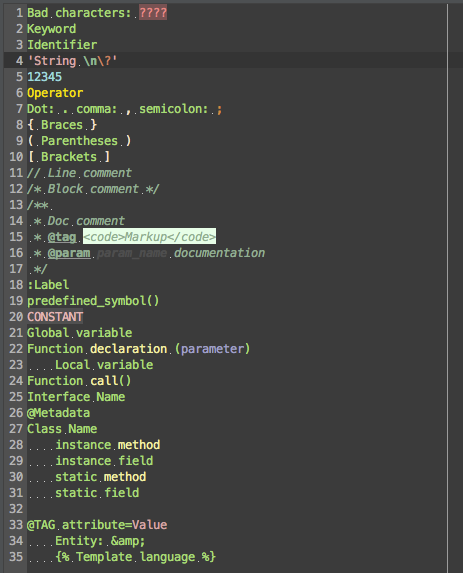 1 Bad characters: ????
2 Keyword
3 Identifier
4 'String \n\?'
5 12345
6 Operator
7 Dot: . comma: , semicolon: ;
8 { Braces }
9 ( Parentheses )
10 [ Brackets ]
11 // Line comment
12 /* Block comment */
13 /**
14 * Doc comment
15 * @tag <code>Markup</code>
16 * @param param_name documentation
17 */
18 :Label
19 predefined_symbol()
20 CONSTANT
21 Global variable
22 Function declaration (parameter)
23     Local variable
24 Function call()
25 Interface Name
26 @Metadata
27 Class Name
28     instance method
29     instance field
30     static method
31     static field
32
33 @TAG attribute=Value
34     Entity: &amp;
35     {% Template language %}